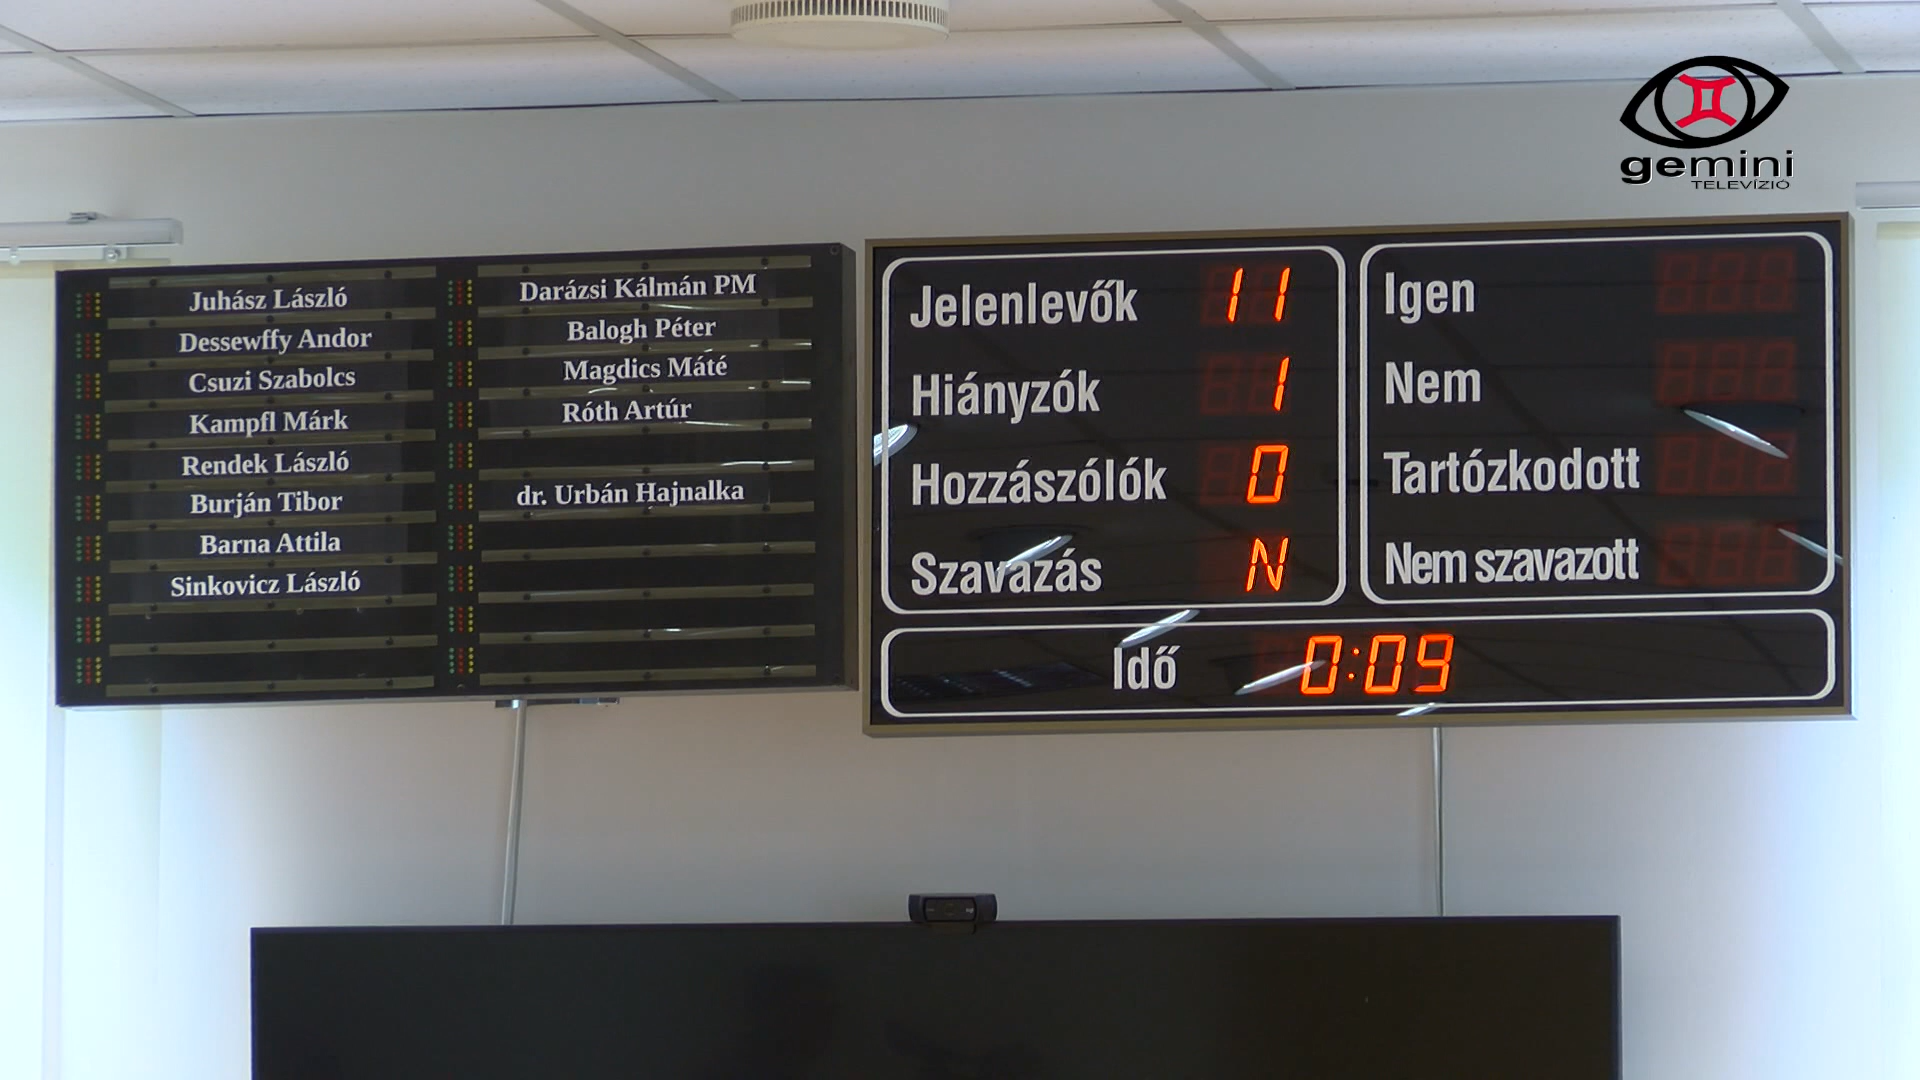 gemini
TELEVÍZIÓ
Juhász László
Dessewffy Andor
Csuzi Szabolcs
Kampfl Márk
Rendek László
Burján Tibor
Barna Attila
Sinkovicz László
Darázsi Kálmán PM
Balogh Péter
Magdics Máté
Róth Artúr
dr. Urbán Hajnalka
Jelenlevők 11
Hiányzók 1
Hozzászólók 0
Szavazás N
Igen
Nem
Tartózkodott
Nem szavazott
Idő 0:09